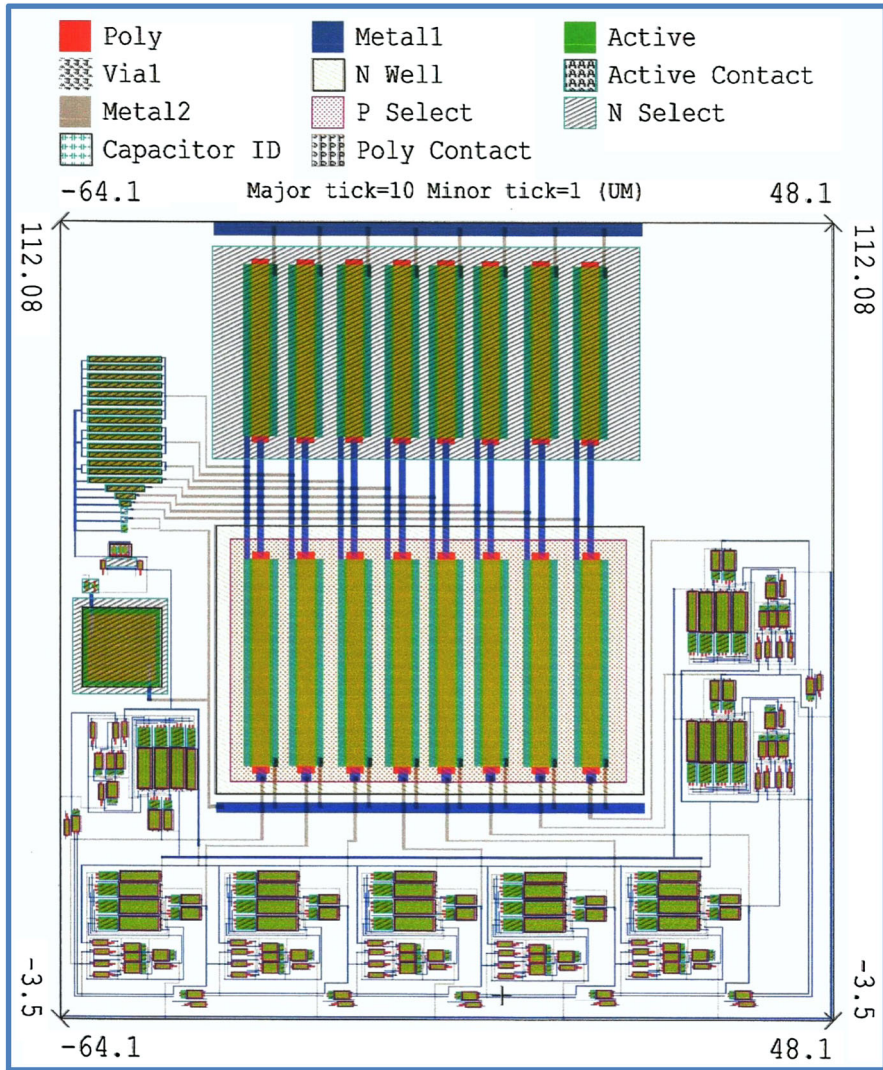 Poly Metal1 Active
Via1 N Well Active Contact
Metal2 P Select N Select
Capacitor ID Poly Contact
-64.1 Major tick=10 Minor tick=1 (UM) 48.1
112.08 112.08
-3.5 -3.5
-64.1 48.1